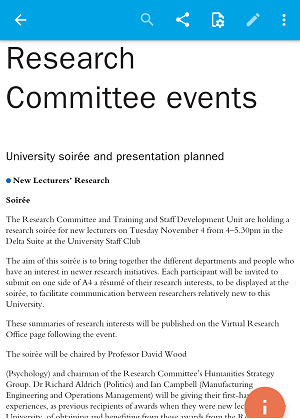 Research
Committee events
University soirée and presentation planned
New Lecturers' Research
Soirée
The Research Committee and Training and Staff Development Unit are holding a
research soirée for new lecturers on Tuesday November 4 from 4–5.30pm in the
Delta Suite at the University Staff Club
The aim of this soirée is to bring together the different departments and people who
have an interest in newer research initiatives. Each participant will be invited to
submit on one side of A4 a résumé of their research interests, to be displayed at the
soirée, to facilitate communication between researchers relatively new to this
University.
These summaries of research interests will be published on the Virtual Research
Office page following the event.
The soirée will be chaired by Professor David Wood
(Psychology) and chairman of the Research Committee's Humanities Strategy
Group. Dr Richard Aldrich (Politics) and Ian Campbell (Manufacturing
Engineering and Operations Management) will be giving their first-
experiences, as previous recipients of awards when they were new
University, of obtaining and benefiting from these awards from the